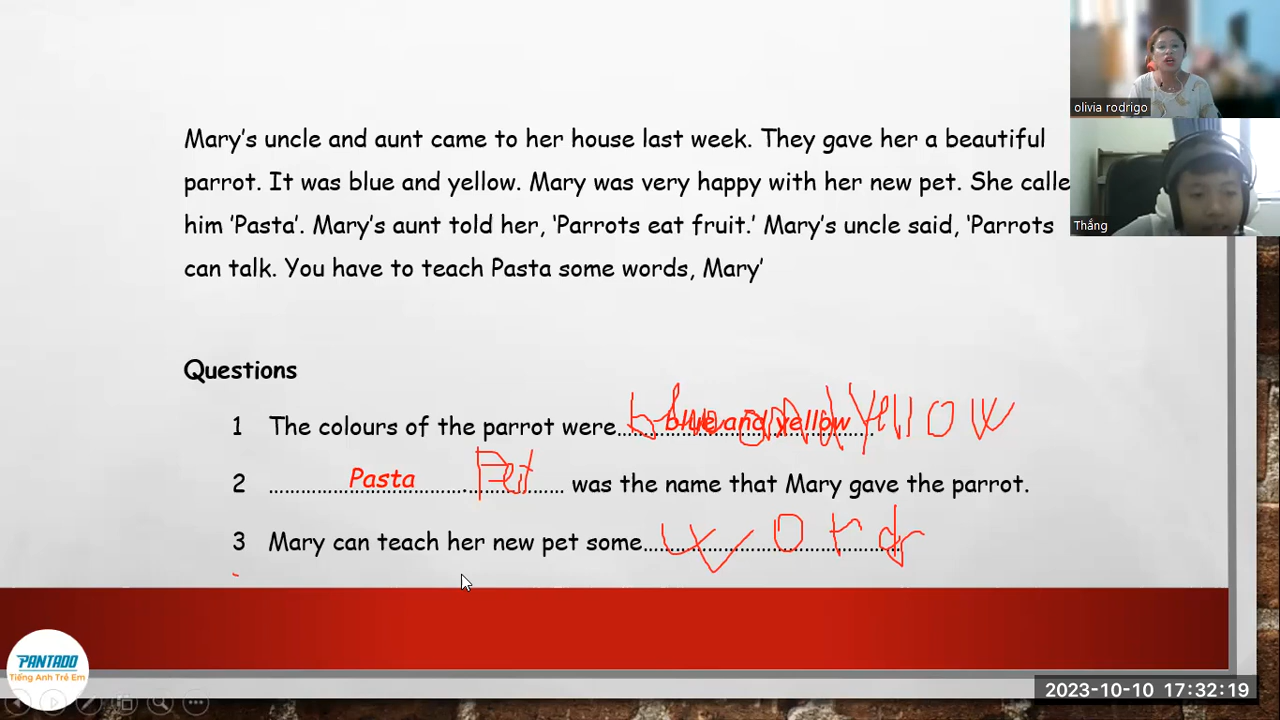 olivia rodrigo
Mary's uncle and aunt came to her house last week. They gave her a beautiful
parrot. It was blue and yellow. Mary was very happy with her new pet. She calle
him 'Pasta'. Mary's aunt told her, 'Parrots eat fruit.' Mary's uncle said, 'Parrots
Thắng
can talk. You have to teach Pasta some words, Mary'
Questions
1 The colours of the parrot were......blue and yellow...... blue and yellow
2 ......Pasta...... Pet ...... was the name that Mary gave the parrot.
3 Mary can teach her new pet some...... words
PANTADO
Tiếng Anh Trẻ Em
2023-10-10 17:32:19